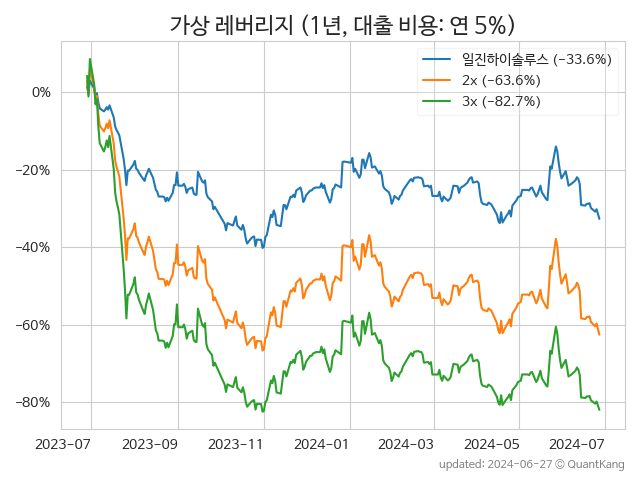 가상 레버리지 (1년, 대출 비용: 연 5%)
일진하이솔루스 (−33.6%)
2x (−63.6%)
3x (−82.7%)
0%
−20%
−40%
−60%
−80%
2023-07 2023-09 2023-11 2024-01 2024-03 2024-05 2024-07
updated: 2024-06-27 © QuantKang